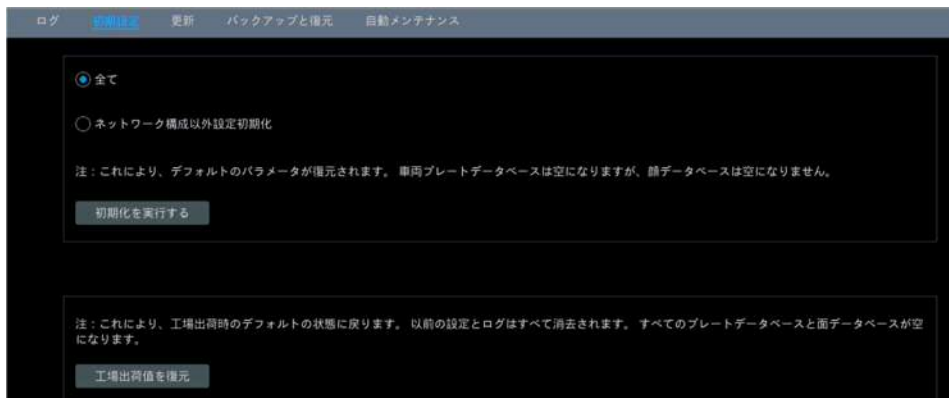 ログ 初期設定 更新 バックアップと復元 自動メンテナンス
全て
ネットワーク構成以外設定初期化
注：これにより、デフォルトのパラメータが復元されます。 車両プレートデータベースは空になりますが、顔データベースは空になりません。
初期化を実行する
注：これにより、工場出荷時のデフォルトの状態に戻ります。 以前の設定とログはすべて消去されます。 すべてのプレートデータベースと面データベースが空
になります。
工場出荷値を復元